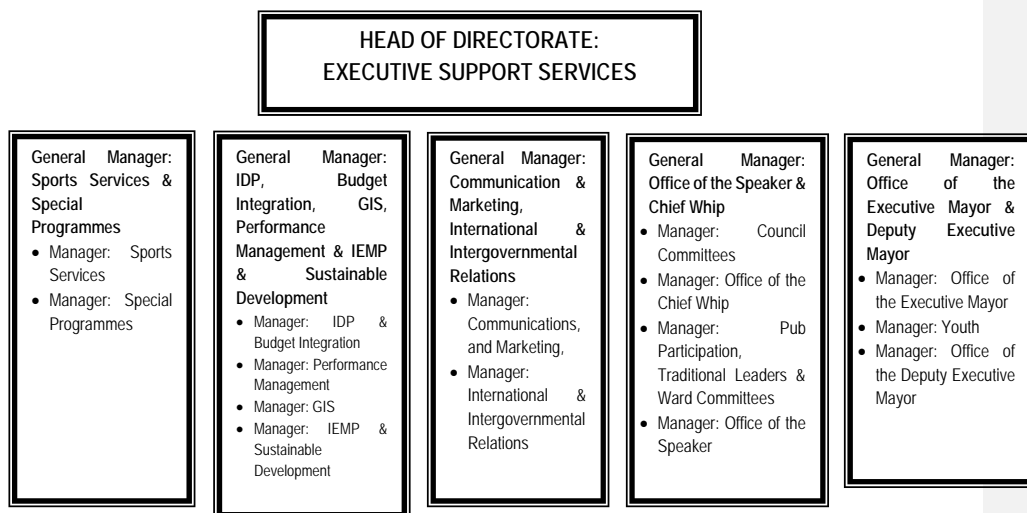 HEAD OF DIRECTORATE:
EXECUTIVE SUPPORT SERVICES
General Manager:
Sports Services &
Special
Programmes
• Manager: Sports
Services
• Manager: Special
Programmes
General Manager:
IDP, Budget
Integration, GIS,
Performance
Management & IEMP
& Sustainable
Development
• Manager: IDP &
Budget Integration
• Manager: Performance
Management
• Manager: GIS
• Manager: IEMP &
Sustainable
Development
General Manager:
Communication &
Marketing,
International &
Intergovernmental
Relations
• Manager:
Communications,
and Marketing,
• Manager:
International &
Intergovernmental
Relations
General Manager:
Office of the Speaker &
Chief Whip
• Manager: Council
Committees
• Manager: Office of the
Chief Whip
• Manager: Pub
Participation,
Traditional Leaders &
Ward Committees
• Manager: Office of the
Speaker
General Manager:
Office of the
Executive Mayor &
Deputy Executive
Mayor
• Manager: Office of
the Executive Mayor
• Manager: Youth
• Manager: Office of
the Deputy Executive
Mayor